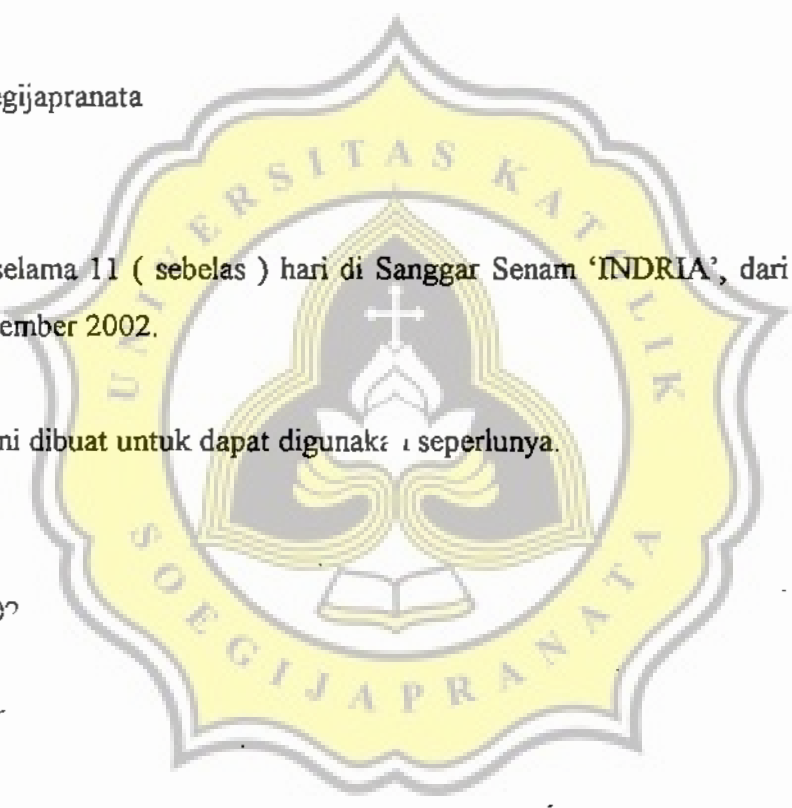 egijapranata
selama 11 ( sebelas ) hari di Sanggar Senam ‘INDRIA’, dari
ember 2002.
ni dibuat untuk dapat seperlunya.
UNIVERSITAS KATOLIK
SOEGIJAPRANATA